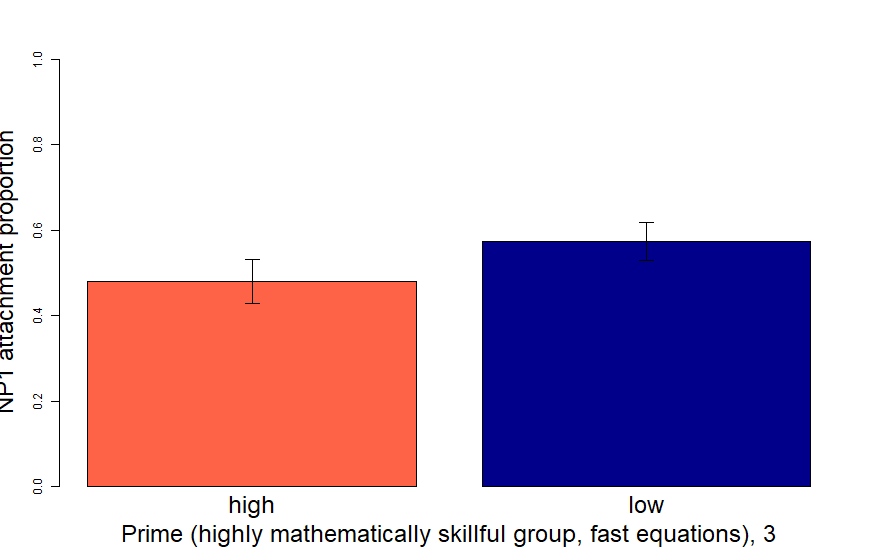 1.0
0.8
0.6
0.4
0.2
0.0
NP1 attachment proportion
high
low
Prime (highly mathematically skillful group, fast equations), 3